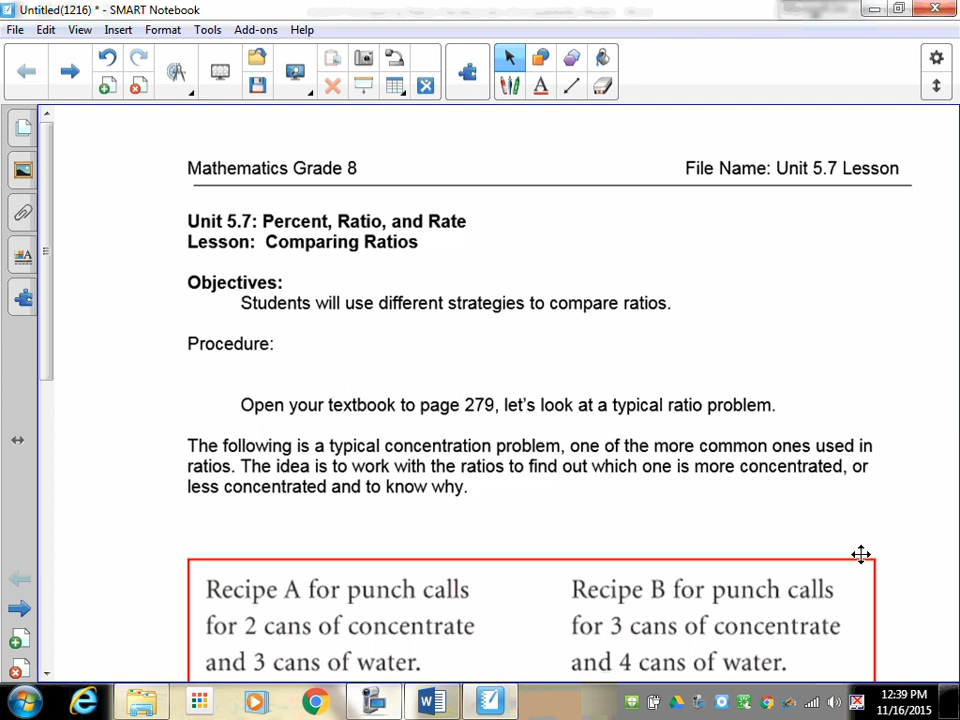 Untitled(1216) * - SMART Notebook
File Edit View Insert Format Tools Add-ons Help
Mathematics Grade 8 File Name: Unit 5.7 Lesson
Unit 5.7: Percent, Ratio, and Rate
Lesson: Comparing Ratios
Objectives:
Students will use different strategies to compare ratios.
Procedure:
Open your textbook to page 279, let's look at a typical ratio problem.
The following is a typical concentration problem, one of the more common ones used in
ratios. The idea is to work with the ratios to find out which one is more concentrated, or
less concentrated and to know why.
Recipe A for punch calls
for 2 cans of concentrate
and 3 cans of water.
Recipe B for punch calls
for 3 cans of concentrate
and 4 cans of water.
12:39 PM
11/16/2015